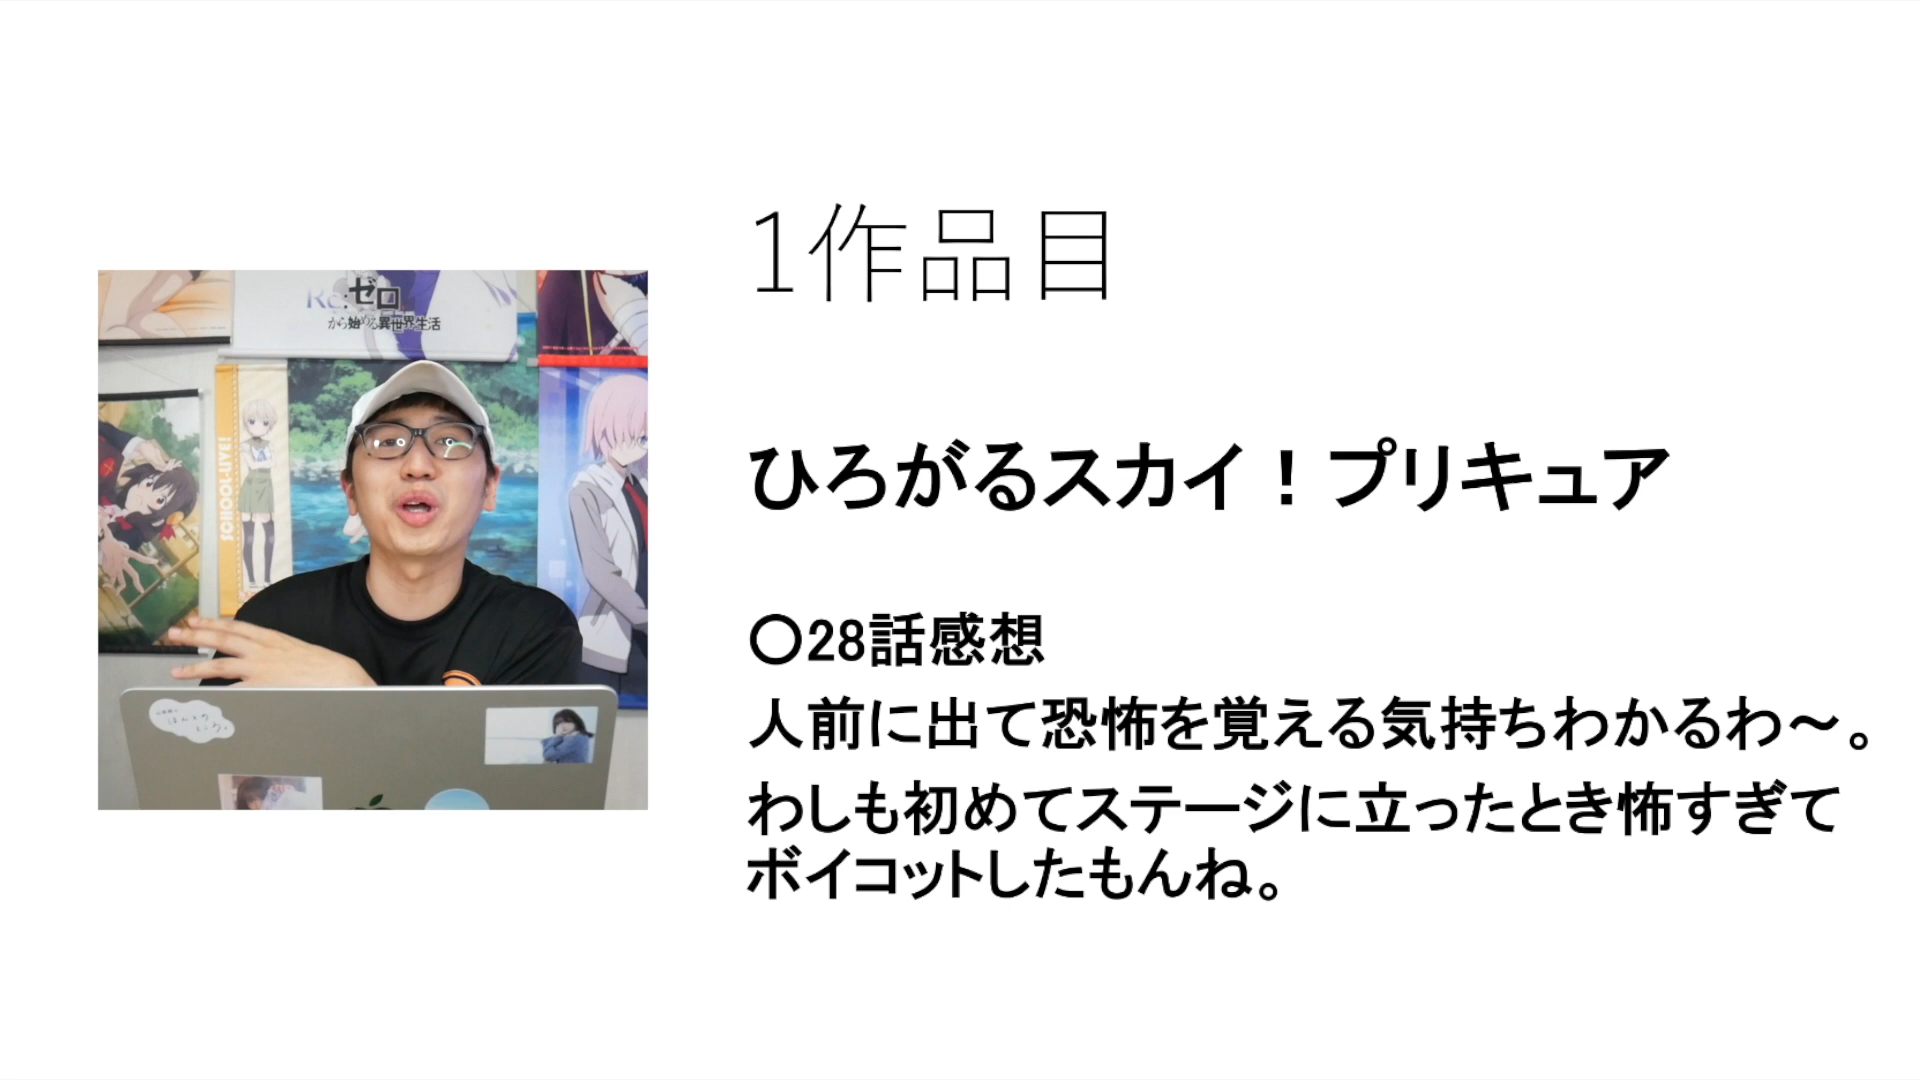 1作品目
ひろがるスカイ！プリキュア
〇28話感想
人前に出て恐怖を覚える気持ちわかるわ～。
わしも初めてステージに立ったとき怖すぎて
ボイコットしたもんね。
Re:ゼロ
から始める異世界生活
SCHOOL-LIVE!